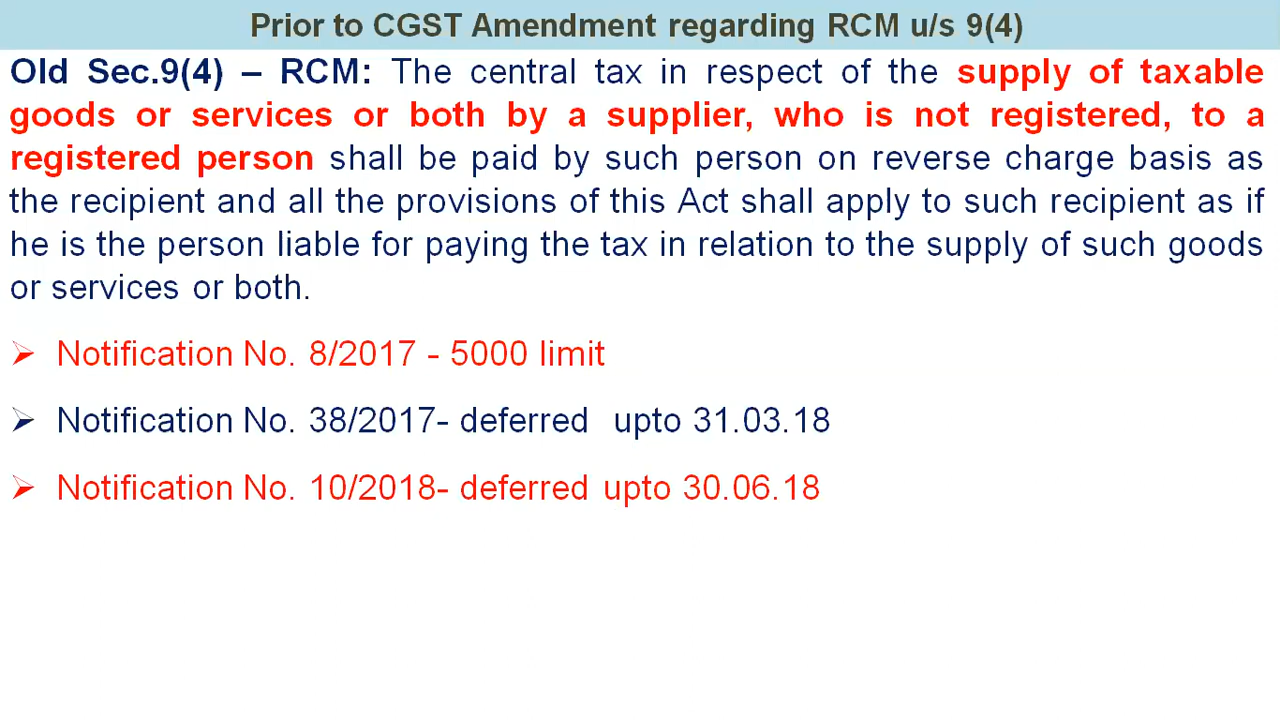 Prior to CGST Amendment regarding RCM u/s 9(4)
Old Sec.9(4) – RCM: The central tax in respect of the supply of taxable
goods or services or both by a supplier, who is not registered, to a
registered person shall be paid by such person on reverse charge basis as
the recipient and all the provisions of this Act shall apply to such recipient as if
he is the person liable for paying the tax in relation to the supply of such goods
or services or both.
➢ Notification No. 8/2017 - 5000 limit
➢ Notification No. 38/2017- deferred upto 31.03.18
➢ Notification No. 10/2018- deferred upto 30.06.18